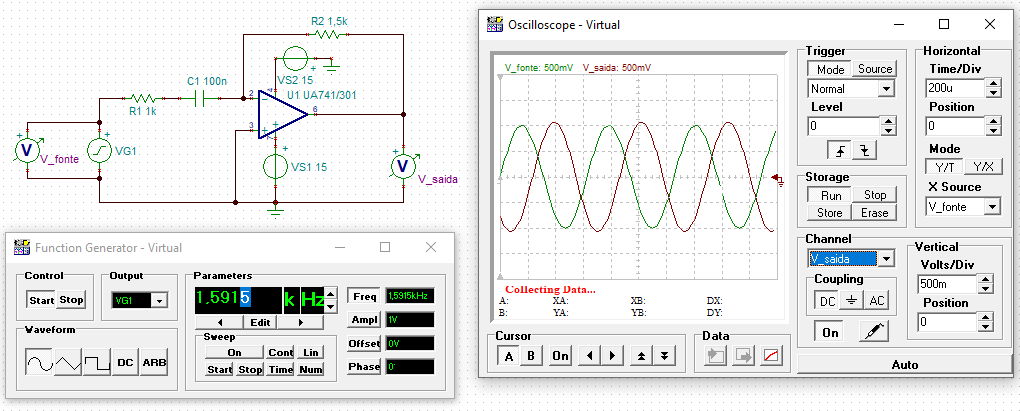 R2 1,5k
VS2 15
C1 100n
U1 UA741/301
R1 1k
2
3
4
6
7
V_fonte
VG1
VS1 15
V_saida
Function Generator - Virtual
Control
Start Stop
Output
VG1
Parameters
1,5915 k Hz
Edit
Sweep
On Cont Lin
Start Stop Time Num
Freq 1,5915kHz
Ampl 1V
Offset 0V
Phase 0°
Waveform
DC ARB
Oscilloscope - Virtual
V_fonte: 500mV V_saida: 500mV
Collecting Data...
A: XA: XB: DX:
B: YA: YB: DY:
Cursor
A B On
Data
Trigger
Mode Source
Normal
Level
0
Storage
Run Stop
Store Erase
Channel
V_saida
Coupling
DC AC
On
Horizontal
Time/Div
200u
Position
0
Mode
Y/T Y/X
X Source
V_fonte
Vertical
Volts/Div
500m
Position
0
Auto